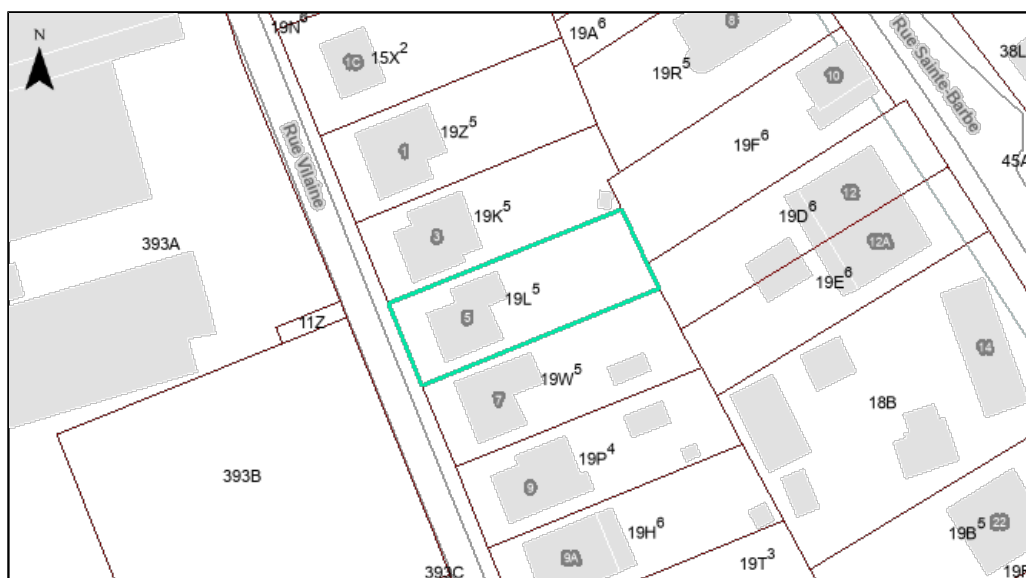 19N⁶
19A⁶
8
N
1C
15X²
19R⁵
10
Rue Sainte-Barbe
38L
19Z⁵
1
19F⁶
45A
Rue Vilaine
12
3
19K⁵
19D⁶
393A
12A
19E⁶
19L⁵
5
11Z
14
19W⁵
7
18B
19P⁴
393B
9
22
19H⁶
19B⁵
9A
19T³
393C